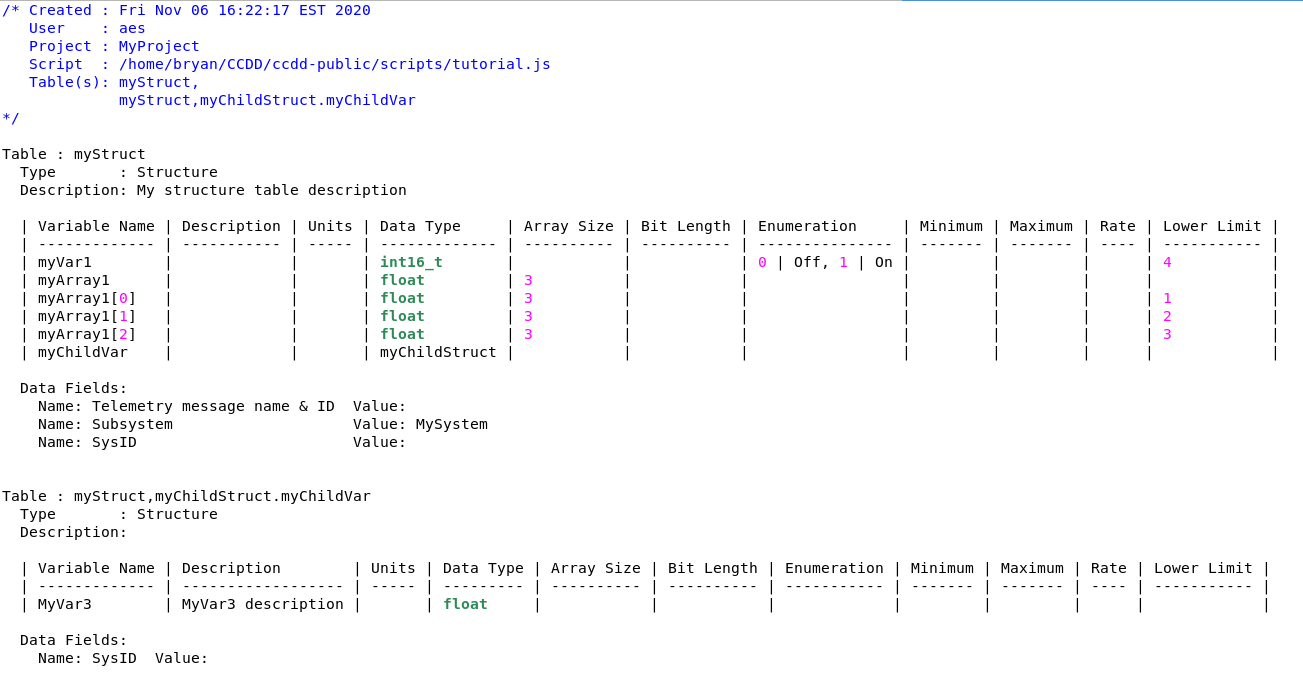 /* Created : Fri Nov 06 16:22:17 EST 2020
   User    : aes
   Project : MyProject
   Script  : /home/bryan/CCDD/ccdd-public/scripts/tutorial.js
   Table(s): myStruct,
             myStruct,myChildStruct.myChildVar
*/
Table : myStruct
  Type       : Structure
  Description: My structure table description
  | Variable Name | Description | Units | Data Type     | Array Size | Bit Length | Enumeration     | Minimum | Maximum | Rate | Lower Limit |
  | ------------- | ----------- | ----- | ------------- | ---------- | ---------- | --------------- | ------- | ------- | ---- | ----------- |
  | myVar1        |             |       | int16_t       |            |            | 0 | Off, 1 | On |         |         |      | 4           |
  | myArray1      |             |       | float         | 3          |            |                 |         |         |      |             |
  | myArray1[0]   |             |       | float         | 3          |            |                 |         |         |      | 1           |
  | myArray1[1]   |             |       | float         | 3          |            |                 |         |         |      | 2           |
  | myArray1[2]   |             |       | float         | 3          |            |                 |         |         |      | 3           |
  | myChildVar    |             |       | myChildStruct |            |            |                 |         |         |      |             |
  Data Fields:
    Name: Telemetry message name & ID  Value:
    Name: Subsystem                    Value: MySystem
    Name: SysID                        Value:
Table : myStruct,myChildStruct.myChildVar
  Type       : Structure
  Description:
  | Variable Name | Description        | Units | Data Type | Array Size | Bit Length | Enumeration | Minimum | Maximum | Rate | Lower Limit |
  | ------------- | ------------------ | ----- | --------- | ---------- | ---------- | ----------- | ------- | ------- | ---- | ----------- |
  | MyVar3        | MyVar3 description |       | float     |            |            |             |         |         |      |             |
  Data Fields:
    Name: SysID  Value: